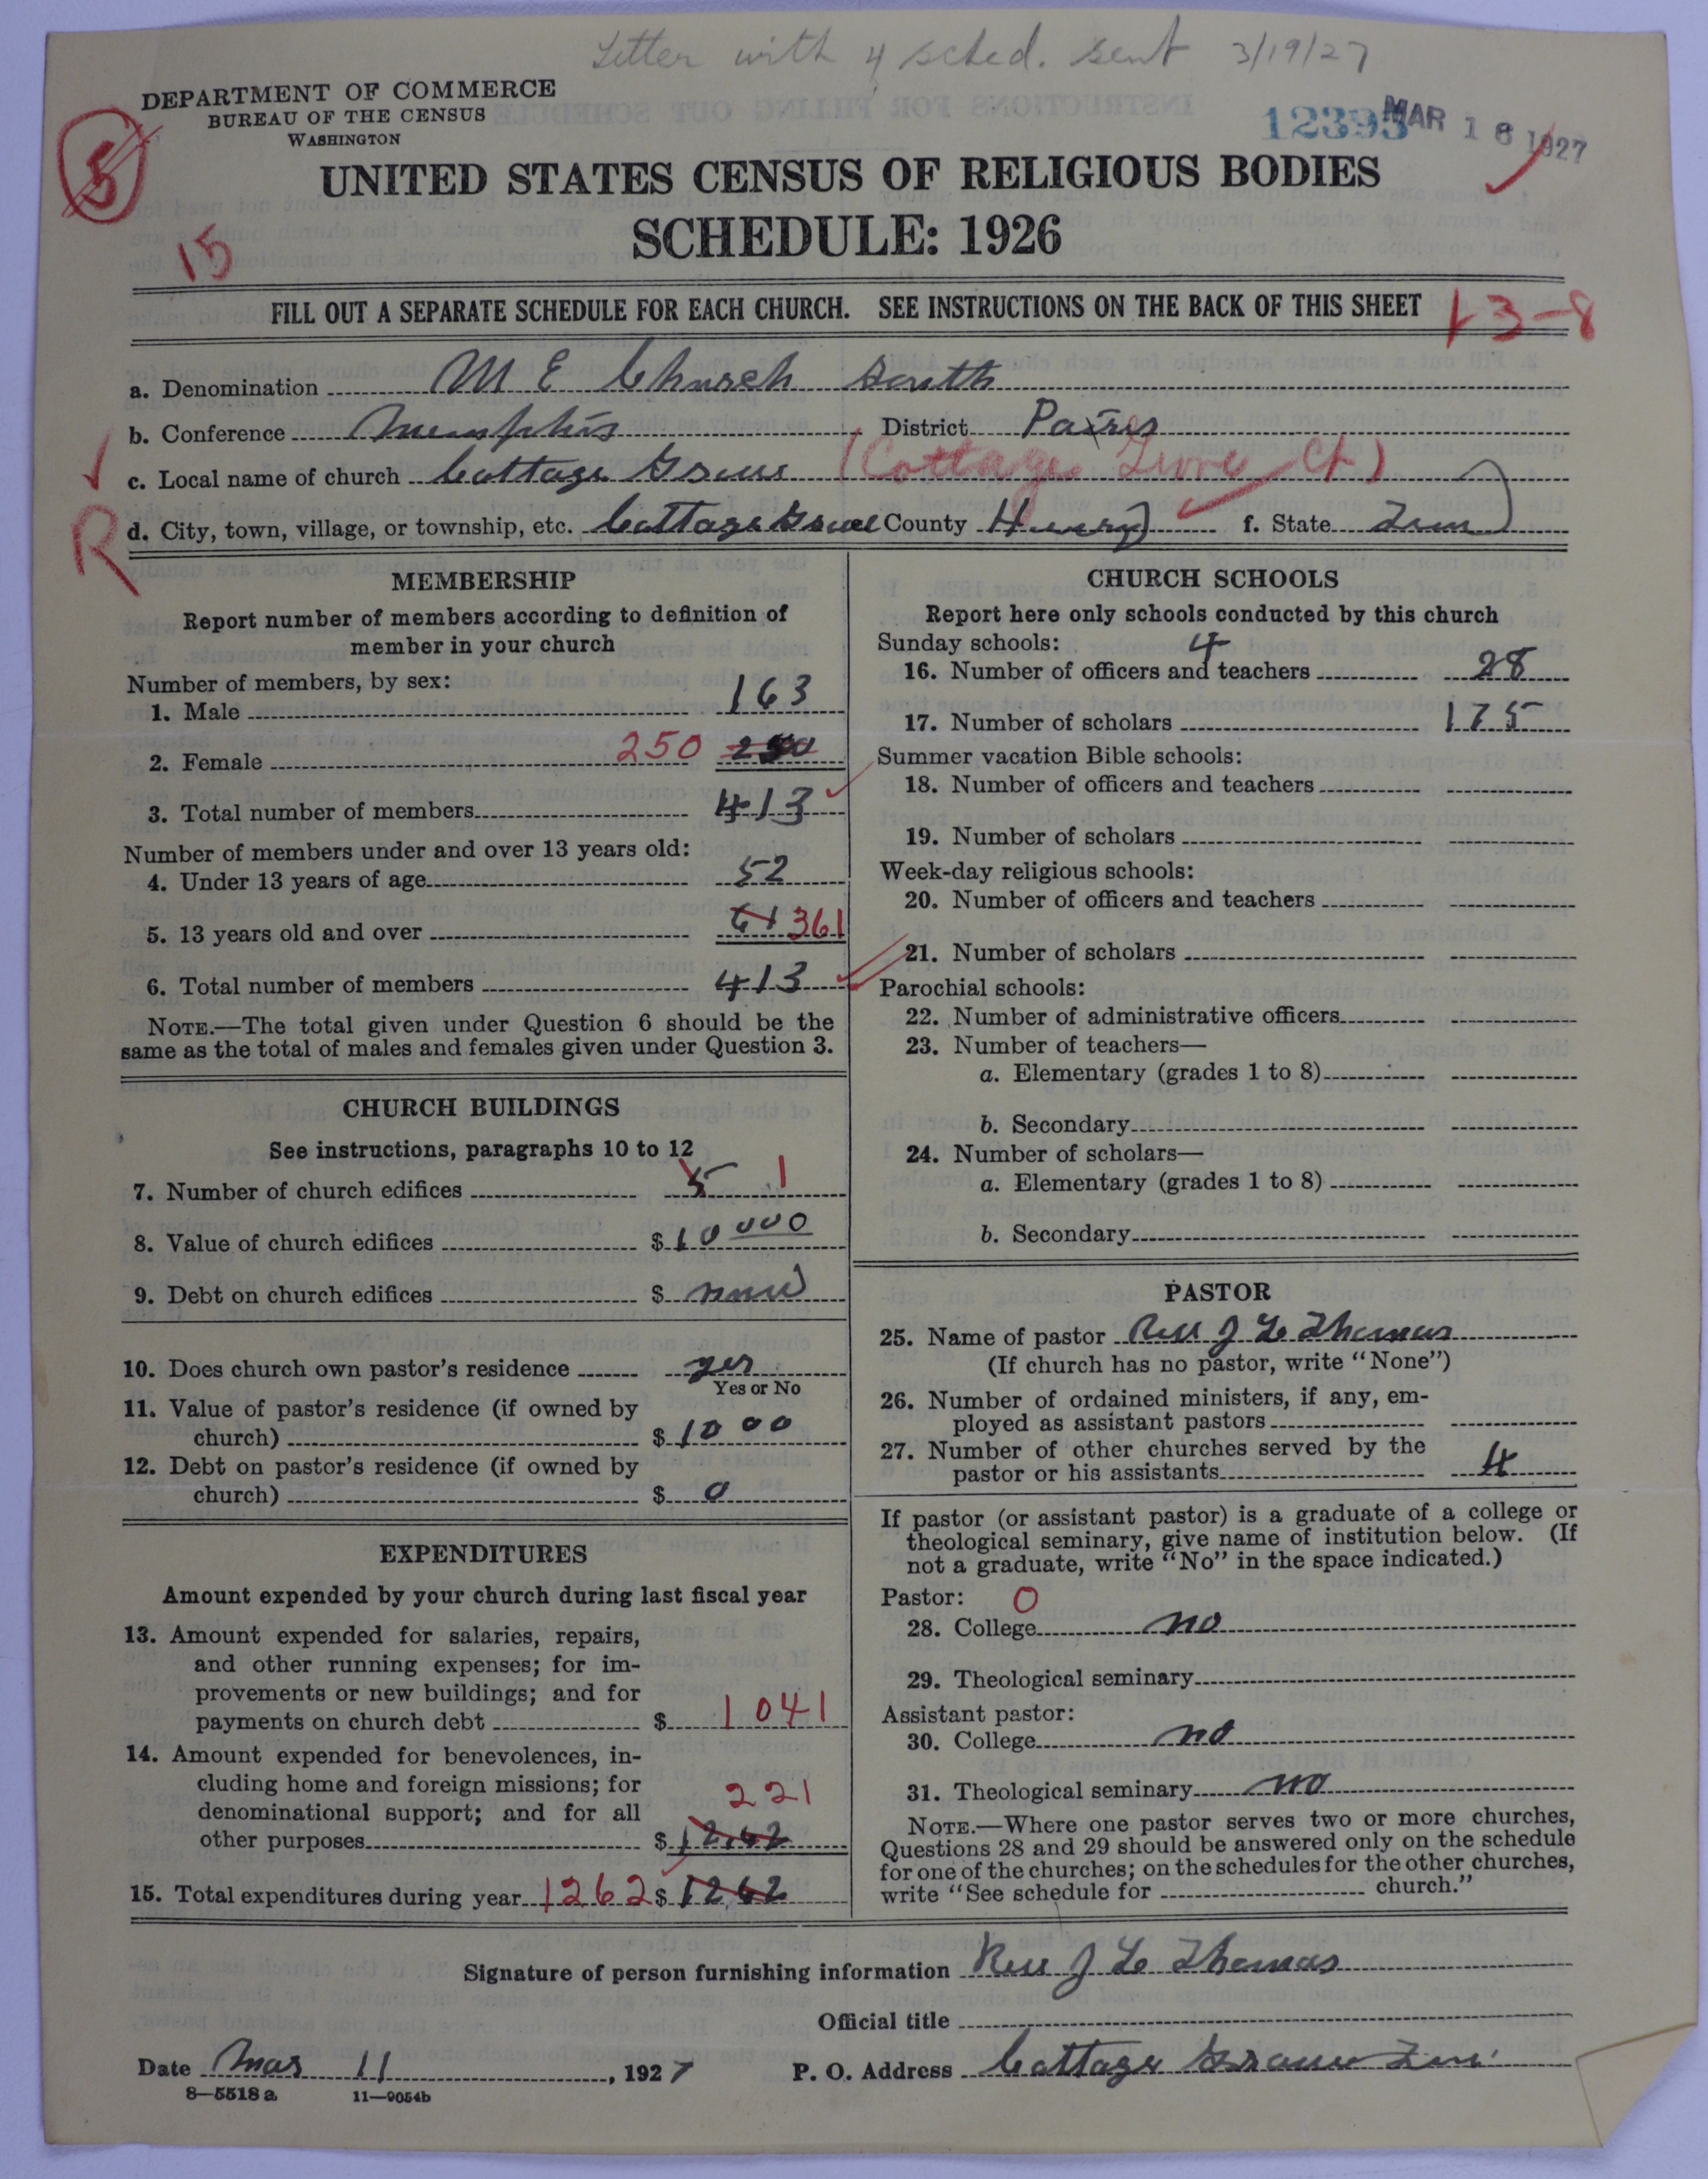 Letter with 4 sched. sent 3/19/27
DEPARTMENT OF COMMERCE
BUREAU OF THE CENSUS
WASHINGTON
12393
MAR 18 1927
5
15
UNITED STATES CENSUS OF RELIGIOUS BODIES
SCHEDULE: 1926
FILL OUT A SEPARATE SCHEDULE FOR EACH CHURCH. SEE INSTRUCTIONS ON THE BACK OF THIS SHEET
13-8
a. Denomination M E Church South
b. Conference Memphis District Paris
c. Local name of church Cottage Grove (Cottage Grove Ct)
R
d. City, town, village, or township, etc. Cottage Grove County Henry f. State Tenn
MEMBERSHIP
Report number of members according to definition of
member in your church
Number of members, by sex:
1. Male 163
2. Female 250 250
3. Total number of members 413
Number of members under and over 13 years old:
4. Under 13 years of age 52
5. 13 years old and over 61 361
6. Total number of members 413
NOTE.—The total given under Question 6 should be the
same as the total of males and females given under Question 3.
CHURCH BUILDINGS
See instructions, paragraphs 10 to 12
7. Number of church edifices 5 1
8. Value of church edifices $ 10000
9. Debt on church edifices $ none
10. Does church own pastor's residence yes
Yes or No
11. Value of pastor's residence (if owned by
church) $ 1000
12. Debt on pastor's residence (if owned by
church) $ 0
EXPENDITURES
Amount expended by your church during last fiscal year
13. Amount expended for salaries, repairs,
and other running expenses; for im-
provements or new buildings; and for
payments on church debt $ 1041
14. Amount expended for benevolences, in-
cluding home and foreign missions; for
denominational support; and for all 221
other purposes $ 1262
15. Total expenditures during year 1262 $ 1262
CHURCH SCHOOLS
Report here only schools conducted by this church
Sunday schools: 4
16. Number of officers and teachers 28
17. Number of scholars 175
Summer vacation Bible schools:
18. Number of officers and teachers
19. Number of scholars
Week-day religious schools:
20. Number of officers and teachers
21. Number of scholars
Parochial schools:
22. Number of administrative officers
23. Number of teachers—
a. Elementary (grades 1 to 8)
b. Secondary
24. Number of scholars—
a. Elementary (grades 1 to 8)
b. Secondary
PASTOR
25. Name of pastor Rev J L Thomas
(If church has no pastor, write "None")
26. Number of ordained ministers, if any, em-
ployed as assistant pastors
27. Number of other churches served by the
pastor or his assistants 4
If pastor (or assistant pastor) is a graduate of a college or
theological seminary, give name of institution below. (If
not a graduate, write "No" in the space indicated.)
Pastor: 0
28. College no
29. Theological seminary
Assistant pastor:
30. College no
31. Theological seminary no
NOTE.—Where one pastor serves two or more churches,
Questions 28 and 29 should be answered only on the schedule
for one of the churches; on the schedules for the other churches,
write "See schedule for church."
Signature of person furnishing information Rev J L Thomas
Official title
Date Mar 11, 1927 P. O. Address Cottage Grove Tenn
8—5518 a 11—9054b